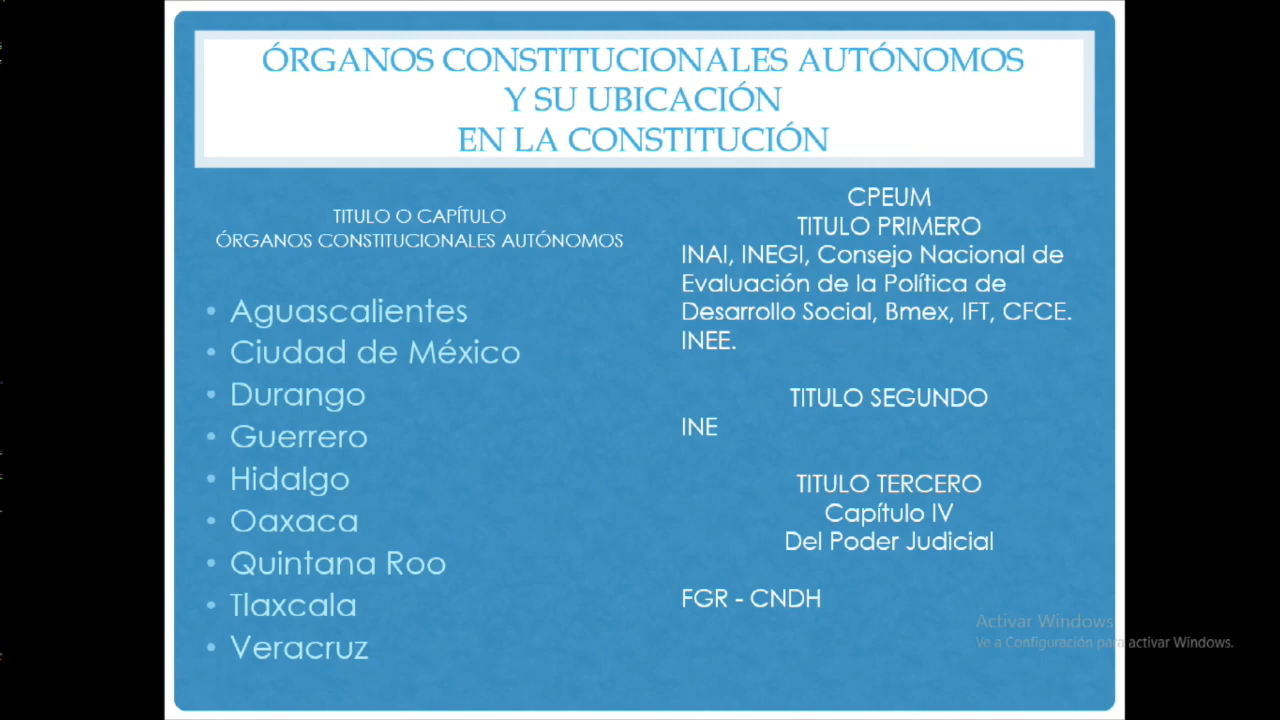 ÓRGANOS CONSTITUCIONALES AUTÓNOMOS
Y SU UBICACIÓN
EN LA CONSTITUCIÓN
TITULO O CAPÍTULO
ÓRGANOS CONSTITUCIONALES AUTÓNOMOS
• Aguascalientes
• Ciudad de México
• Durango
• Guerrero
• Hidalgo
• Oaxaca
• Quintana Roo
• Tlaxcala
• Veracruz
CPEUM
TITULO PRIMERO
INAI, INEGI, Consejo Nacional de
Evaluación de la Política de
Desarrollo Social, Bmex, IFT, CFCE.
INEE.
TITULO SEGUNDO
INE
TITULO TERCERO
Capítulo IV
Del Poder Judicial
FGR - CNDH
Activar Windows
Ve a Configuración para activar Windows.